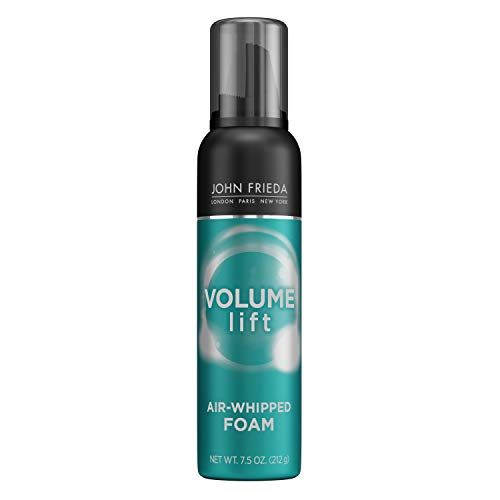 JOHN FRIEDA
LONDON PARIS NEW YORK
VOLUME
lift
AIR-WHIPPED
FOAM
NET WT. 7.5 OZ. (212 g)